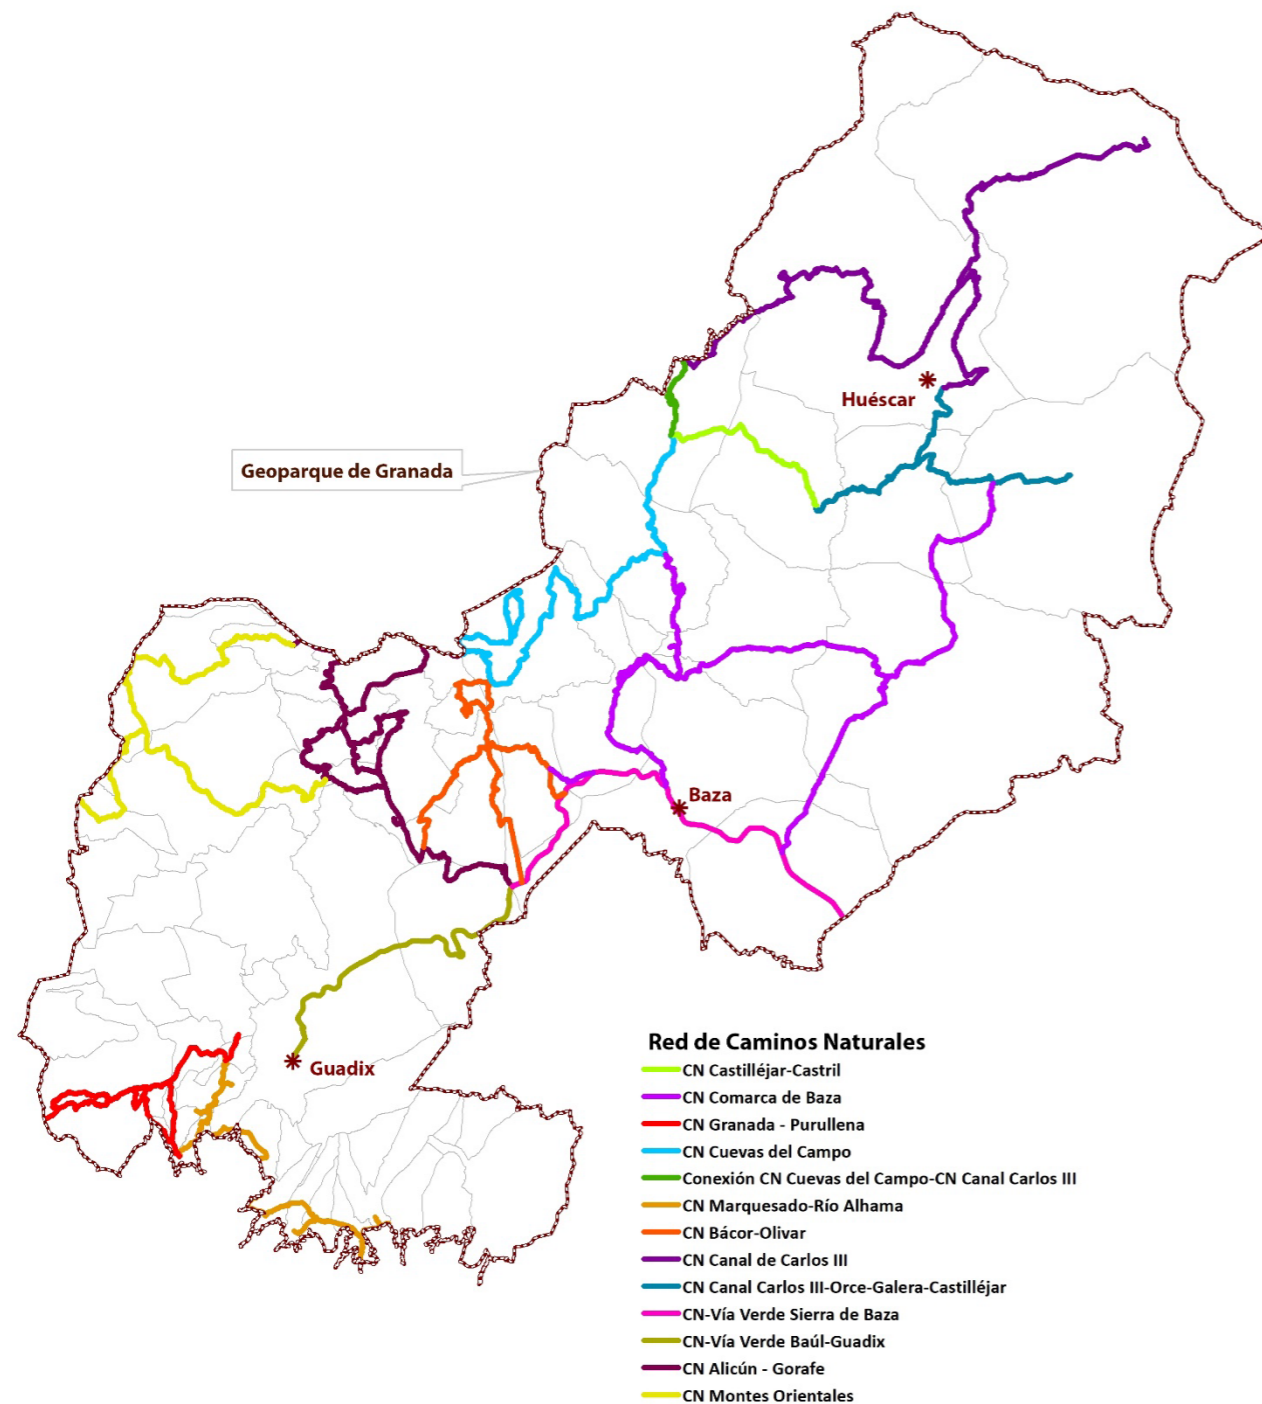 Huéscar
Geoparque de Granada
Baza
Guadix
Red de Caminos Naturales
CN Castilléjar-Castril
CN Comarca de Baza
CN Granada - Purullena
CN Cuevas del Campo
Conexión CN Cuevas del Campo-CN Canal Carlos III
CN Marquesado-Río Alhama
CN Bácor-Olivar
CN Canal de Carlos III
CN Canal Carlos III-Orce-Galera-Castilléjar
CN-Vía Verde Sierra de Baza
CN-Vía Verde Baúl-Guadix
CN Alicún - Gorafe
CN Montes Orientales